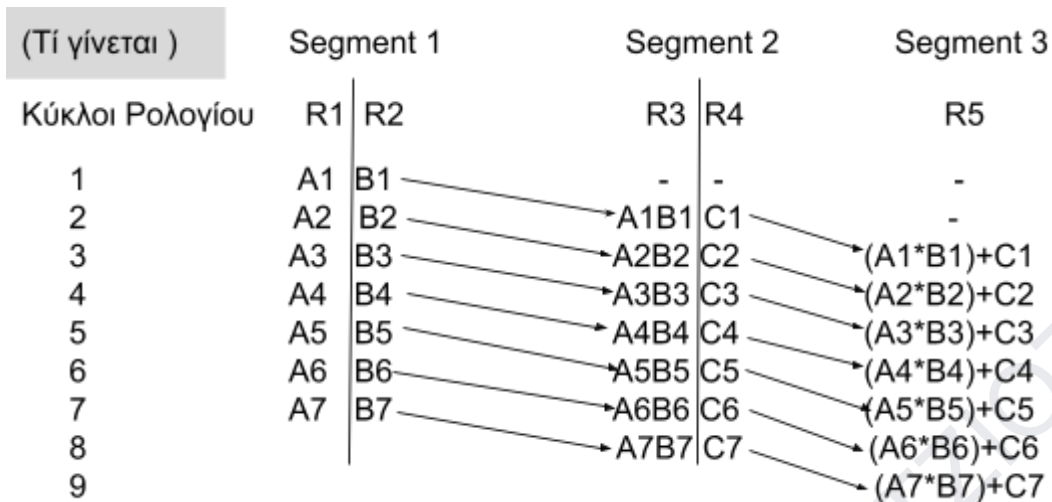 (Τί γίνεται ) Segment 1 Segment 2 Segment 3
Κύκλοι Ρολογίου R1 R2 R3 R4 R5
1 A1 B1 - - -
2 A2 B2 A1B1 C1 -
3 A3 B3 A2B2 C2 (A1*B1)+C1
4 A4 B4 A3B3 C3 (A2*B2)+C2
5 A5 B5 A4B4 C4 (A3*B3)+C3
6 A6 B6 A5B5 C5 (A4*B4)+C4
7 A7 B7 A6B6 C6 (A5*B5)+C5
8 A7B7 C7 (A6*B6)+C6
9 (A7*B7)+C7